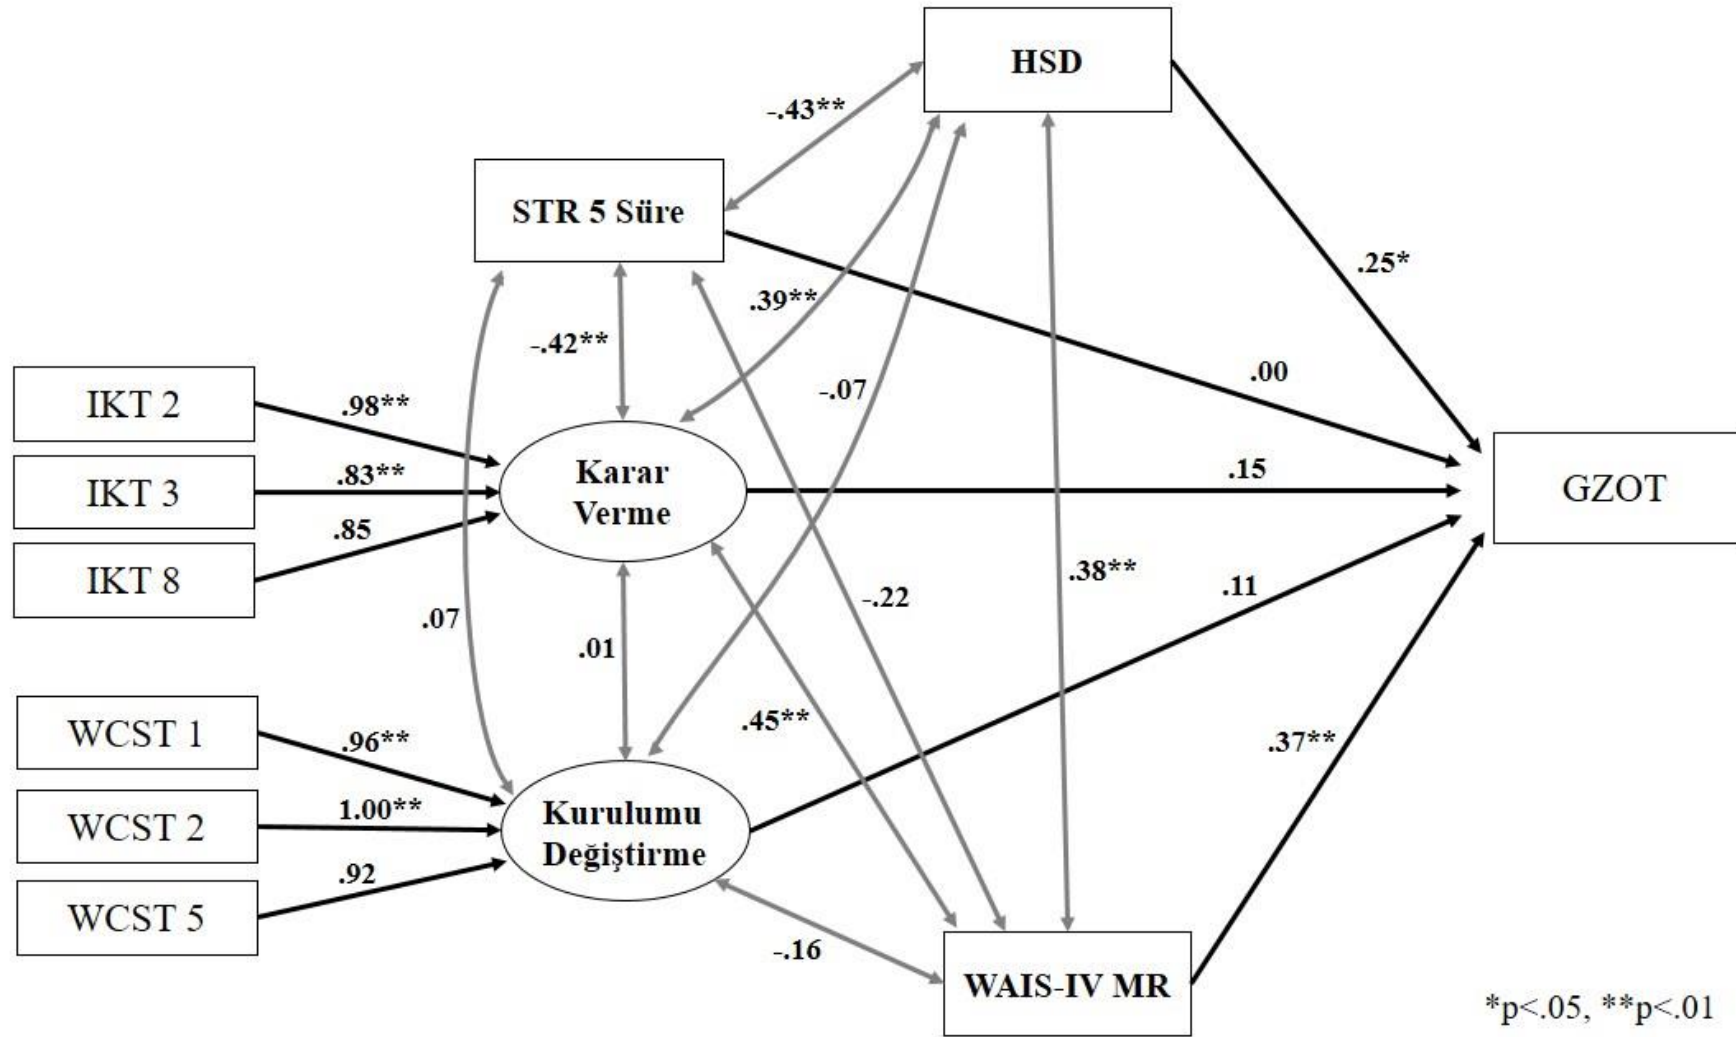 HSD
-.43**
STR 5 Süre
.25*
.39**
-.42**
.00
-.07
IKT 2
.98**
IKT 3
.83**
Karar
Verme
.15
GZOT
.85
IKT 8
.38**
.11
-.22
.07
.01
WCST 1
.96**
.45**
.37**
WCST 2
1.00**
Kurulumu
Değiştirme
.92
WCST 5
-.16
WAIS-IV MR
*p<.05, **p<.01